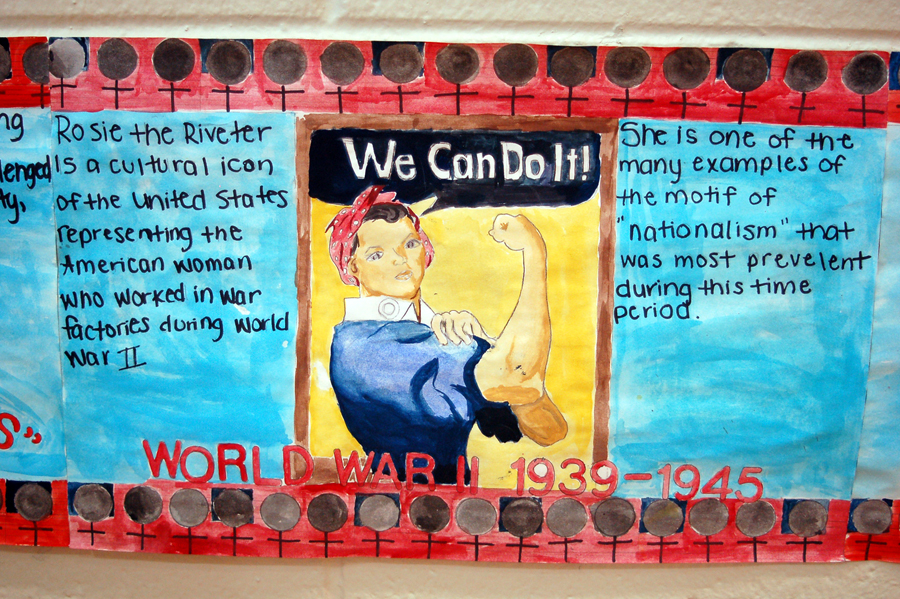 ng
lenged
ty,
s"
Rosie the Riveter
is a cultural icon
of the United States
representing the
American woman
who worked in war
factories during World
War II
We Can Do It!
She is one of the
many examples of
the motif of
"nationalism" that
was most prevelent
during this time
period.
WORLD WAR II 1939-1945